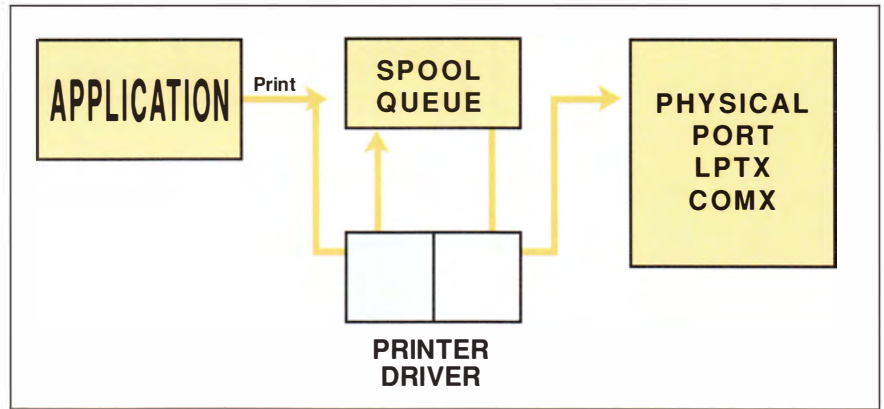 APPLICATION
Print
SPOOL
QUEUE
PHYSICAL
PORT
LPTX
COMX
PRINTER
DRIVER